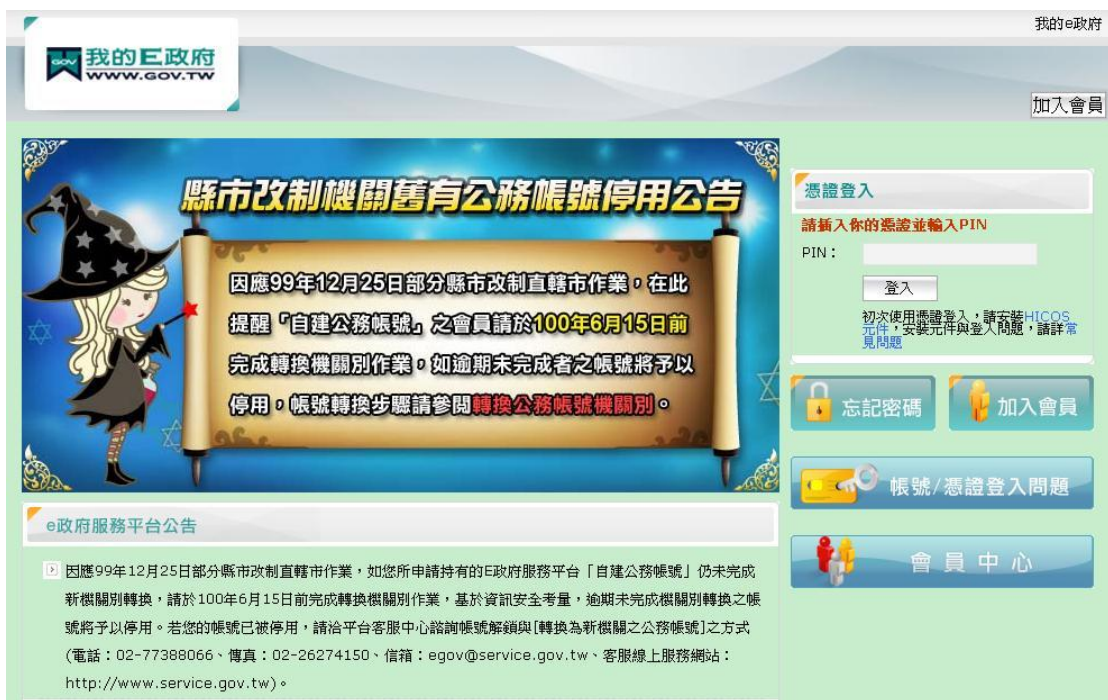 我的e政府
GOV 我的E政府
WWW.GOV.TW
加入會員
縣市改制機關舊有公務帳號停用公告
因應99年12月25日部分縣市改制直轄市作業，在此
提醒「自建公務帳號」之會員請於100年6月15日前
完成轉換機關別作業，如逾期未完成者之帳號將予以
停用，帳號轉換步驟請參閱轉換公務帳號機關別。
憑證登入
請插入你的憑證並輸入PIN
PIN：
登入
初次使用憑證登入，請安裝HICOS
元件，安裝元件與登入問題，請詳常
見問題
忘記密碼
加入會員
帳號/憑證登入問題
會員中心
e政府服務平台公告
因應99年12月25日部分縣市改制直轄市作業，如您所申請持有的E政府服務平台「自建公務帳號」仍未完成
新機關別轉換，請於100年6月15日前完成轉換機關別作業，基於資訊安全考量，逾期未完成機關別轉換之帳
號將予以停用。若您的帳號已被停用，請洽平台客服中心諮詢帳號解鎖與[轉換為新機關之公務帳號]之方式
(電話：02-77388066、傳真：02-26274150、信箱：egov@service.gov.tw、客服線上服務網站：
http://www.service.gov.tw)。